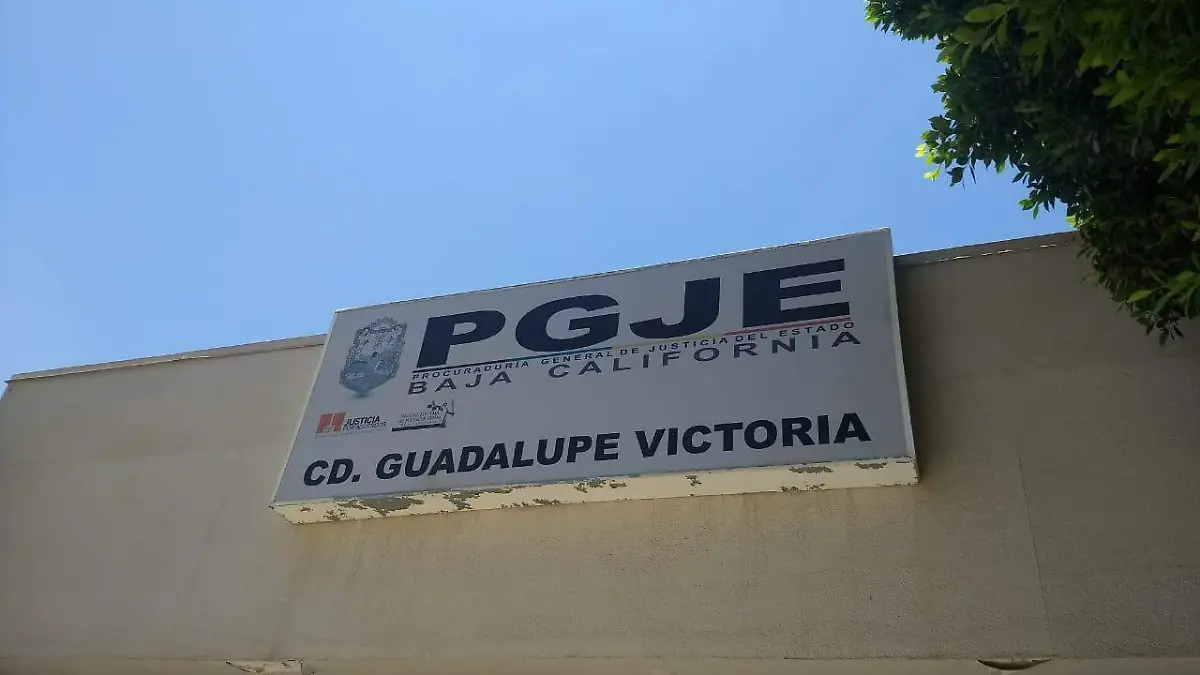 PGJE
PROCURADURÍA GENERAL DE JUSTICIA DEL ESTADO
BAJA CALIFORNIA
JUSTICIA
CD. GUADALUPE VICTORIA